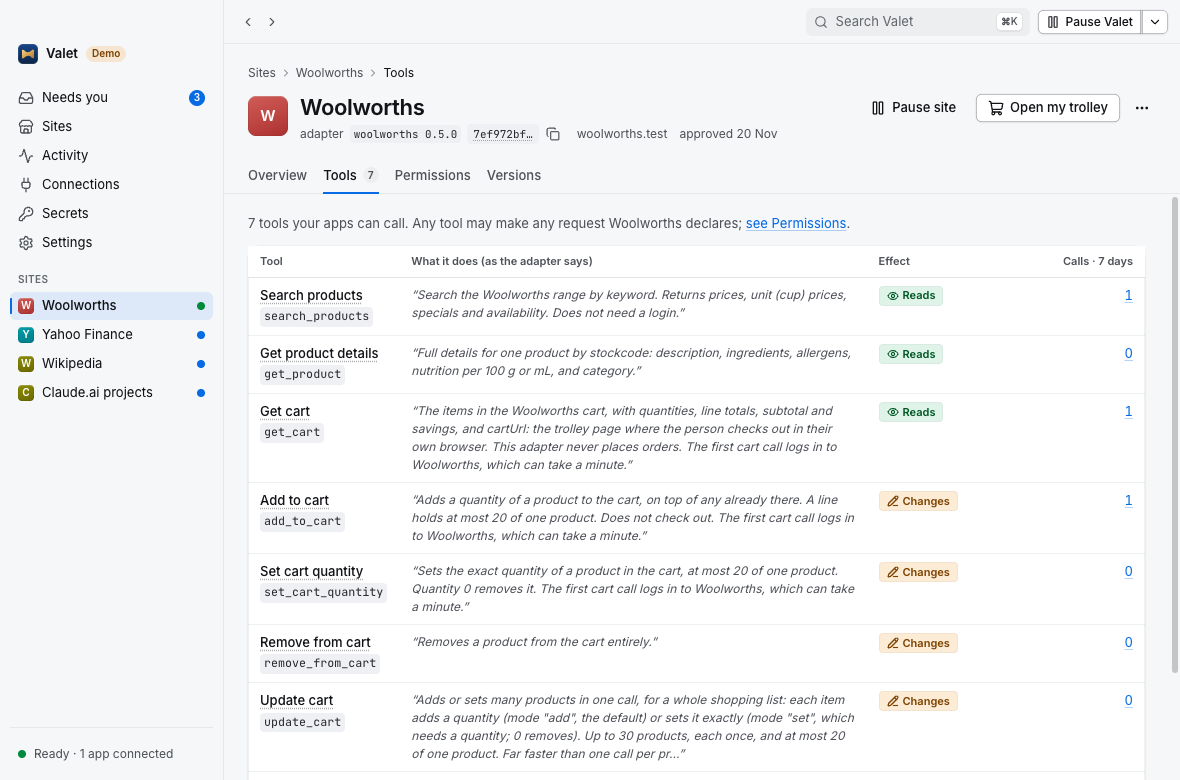 Search Valet
⌘K
Pause Valet
Valet
Demo
Needs you
3
Sites
Activity
Connections
Secrets
Settings
SITES
W
Woolworths
Y
Yahoo Finance
W
Wikipedia
C
Claude.ai projects
Ready · 1 app connected
Sites
Woolworths
Tools
W
Woolworths
adapter woolworths 0.5.0 7ef972bf… woolworths.test approved 20 Nov
Pause site
Open my trolley
Overview
Tools 7
Permissions
Versions
7 tools your apps can call. Any tool may make any request Woolworths declares; see Permissions.
Tool
What it does (as the adapter says)
Effect
Calls · 7 days
Search products
search_products
“Search the Woolworths range by keyword. Returns prices, unit (cup) prices,
specials and availability. Does not need a login.”
Reads
1
Get product details
get_product
“Full details for one product by stockcode: description, ingredients, allergens,
nutrition per 100 g or mL, and category.”
Reads
0
Get cart
get_cart
“The items in the Woolworths cart, with quantities, line totals, subtotal and
savings, and cartUrl: the trolley page where the person checks out in their
own browser. This adapter never places orders. The first cart call logs in to
Woolworths, which can take a minute.”
Reads
1
Add to cart
add_to_cart
“Adds a quantity of a product to the cart, on top of any already there. A line
holds at most 20 of one product. Does not check out. The first cart call logs in
to Woolworths, which can take a minute.”
Changes
1
Set cart quantity
set_cart_quantity
“Sets the exact quantity of a product in the cart, at most 20 of one product.
Quantity 0 removes it. The first cart call logs in to Woolworths, which can take
a minute.”
Changes
0
Remove from cart
remove_from_cart
“Removes a product from the cart entirely.”
Changes
0
Update cart
update_cart
“Adds or sets many products in one call, for a whole shopping list: each item
adds a quantity (mode "add", the default) or sets it exactly (mode "set", which
needs a quantity; 0 removes). Up to 30 products, each once, and at most 20
of one product. Far faster than one call per pr…”
Changes
0